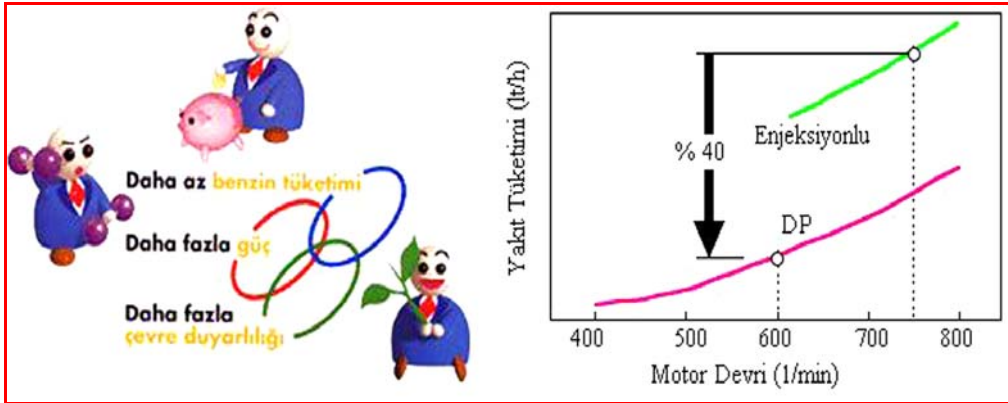 Daha az benzin tüketimi
Daha fazla güç
Daha fazla
çevre duyarlılığı
Yakıt Tüketimi (lt/h)
Enjeksiyonlu
% 40
DP
400 500 600 700 800
Motor Devri (1/min)